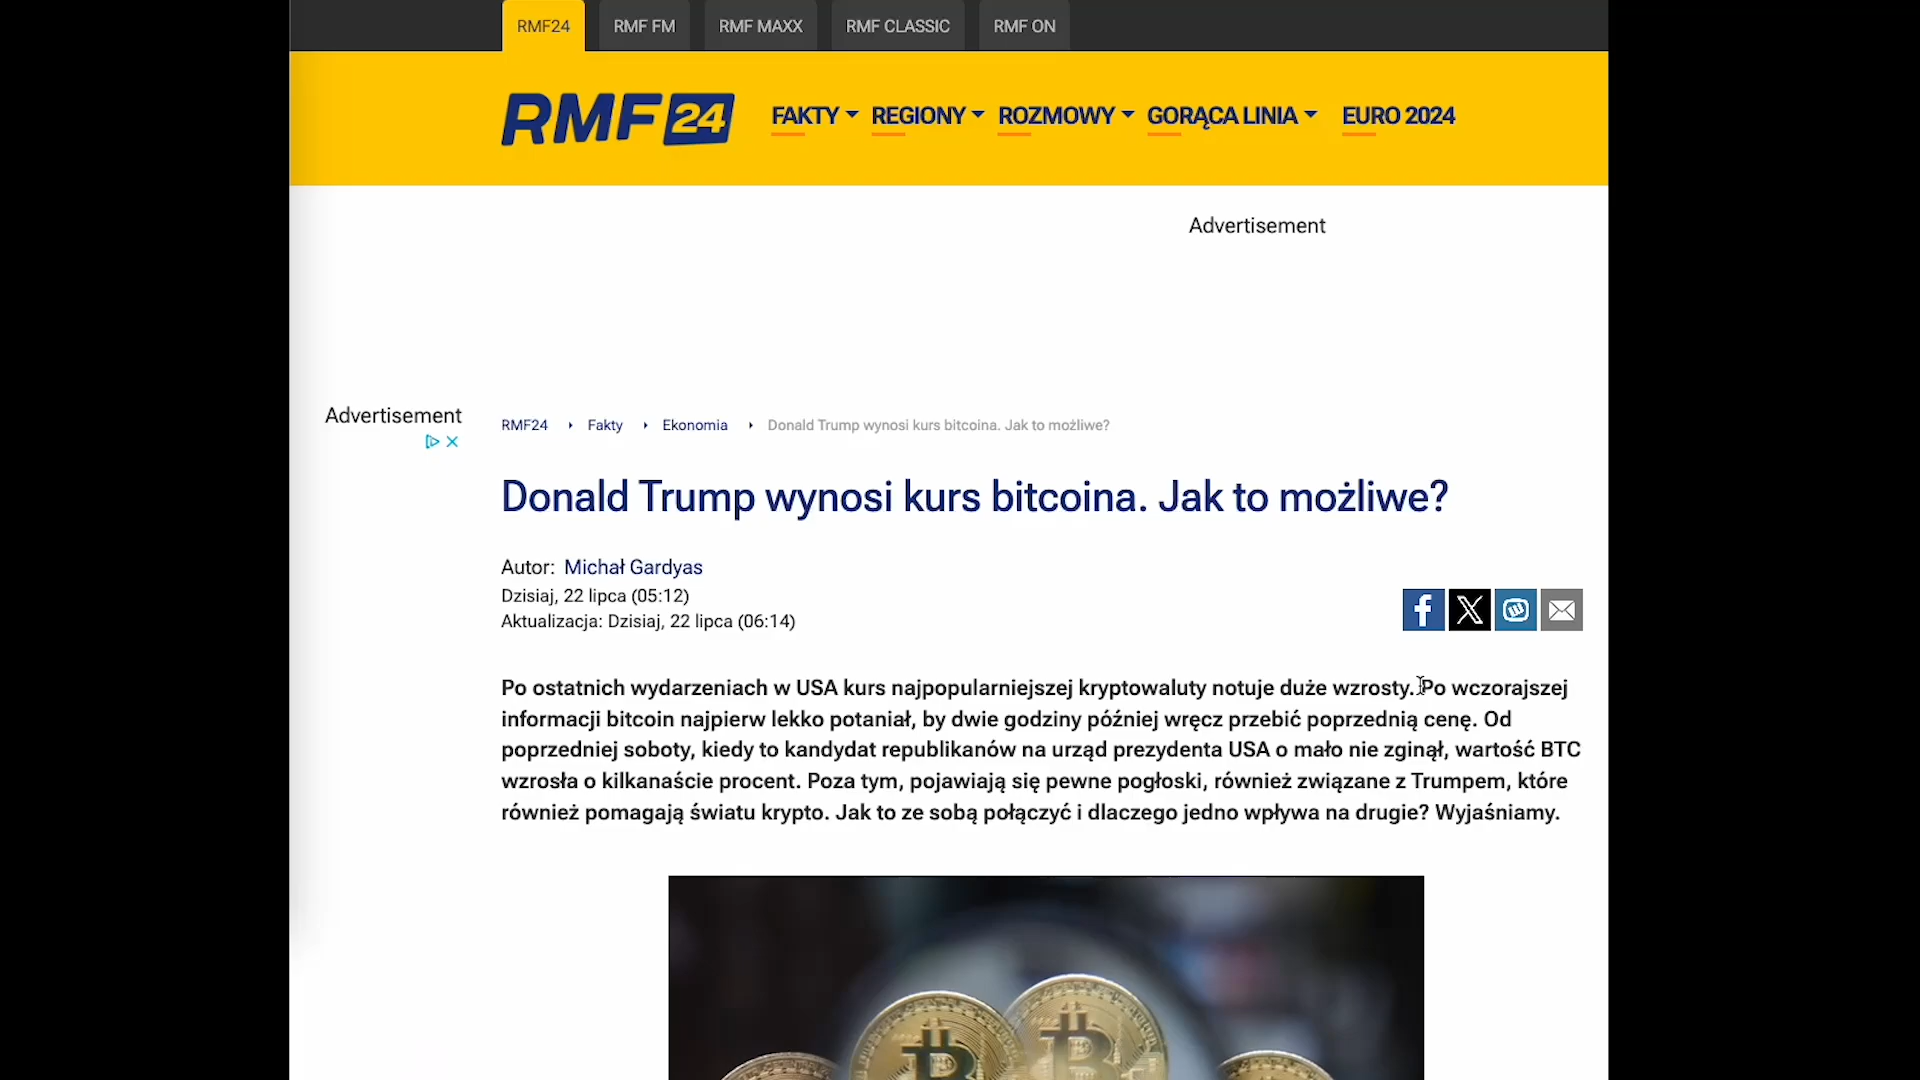 RMF24 RMF FM RMF MAXX RMF CLASSIC RMF ON
RMF24 FAKTY REGIONY ROZMOWY GORĄCA LINIA EURO 2024
Advertisement
Advertisement
RMF24 Fakty Ekonomia Donald Trump wynosi kurs bitcoina. Jak to możliwe?
Donald Trump wynosi kurs bitcoina. Jak to możliwe?
Autor: Michał Gardyas
Dzisiaj, 22 lipca (05:12)
Aktualizacja: Dzisiaj, 22 lipca (06:14)
Po ostatnich wydarzeniach w USA kurs najpopularniejszej kryptowaluty notuje duże wzrosty. Po wczorajszej
informacji bitcoin najpierw lekko potaniał, by dwie godziny później wręcz przebić poprzednią cenę. Od
poprzedniej soboty, kiedy to kandydat republikanów na urząd prezydenta USA o mało nie zginął, wartość BTC
wzrosła o kilkanaście procent. Poza tym, pojawiają się pewne pogłoski, również związane z Trumpem, które
również pomagają światu krypto. Jak to ze sobą połączyć i dlaczego jedno wpływa na drugie? Wyjaśniamy.